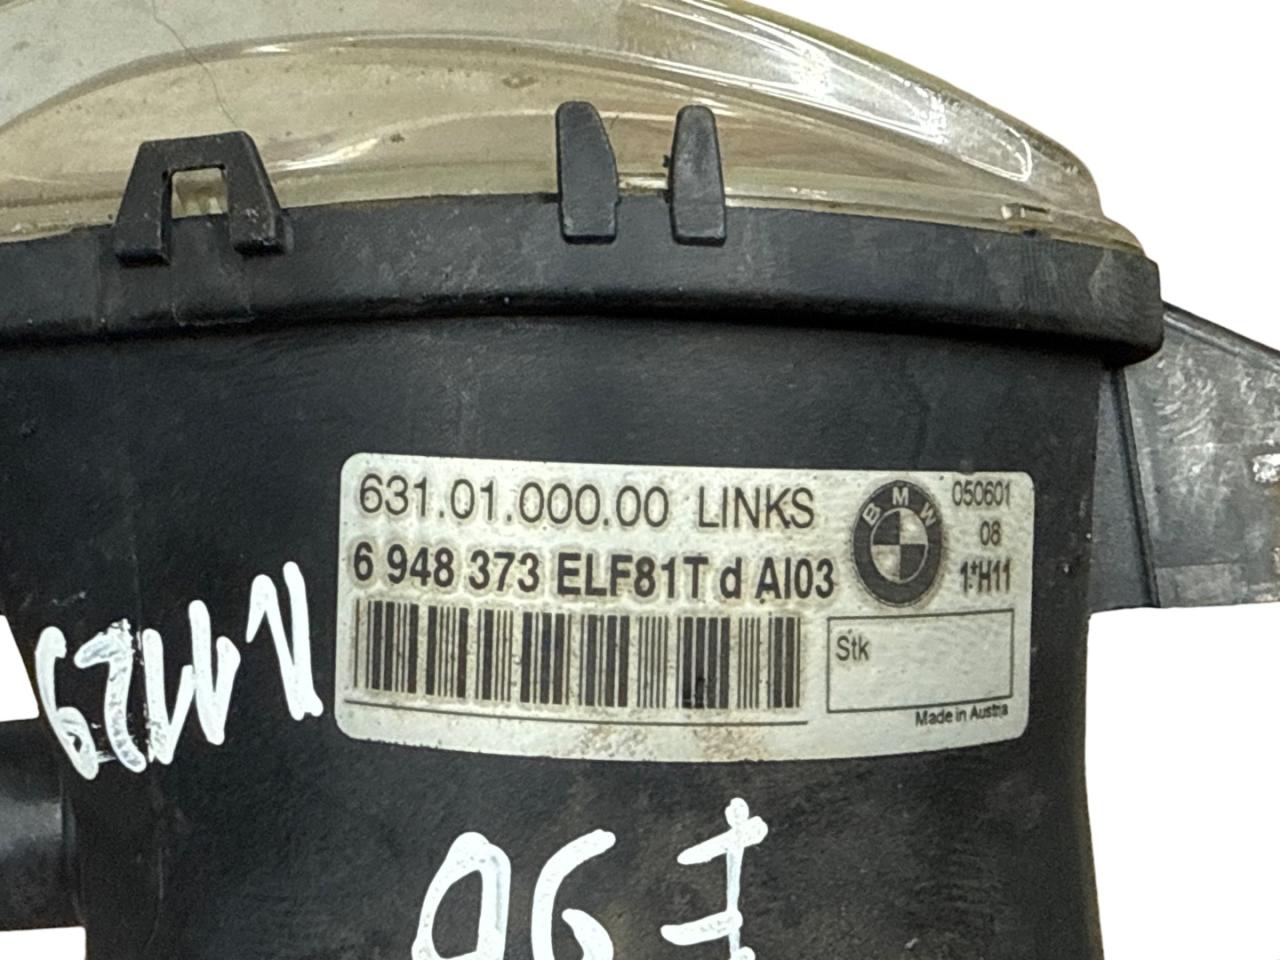 631.01.000.00 LINKS
6 948 373 ELF81T d AI03
BMW
050601
08
1*H11
Stk
Made in Austria